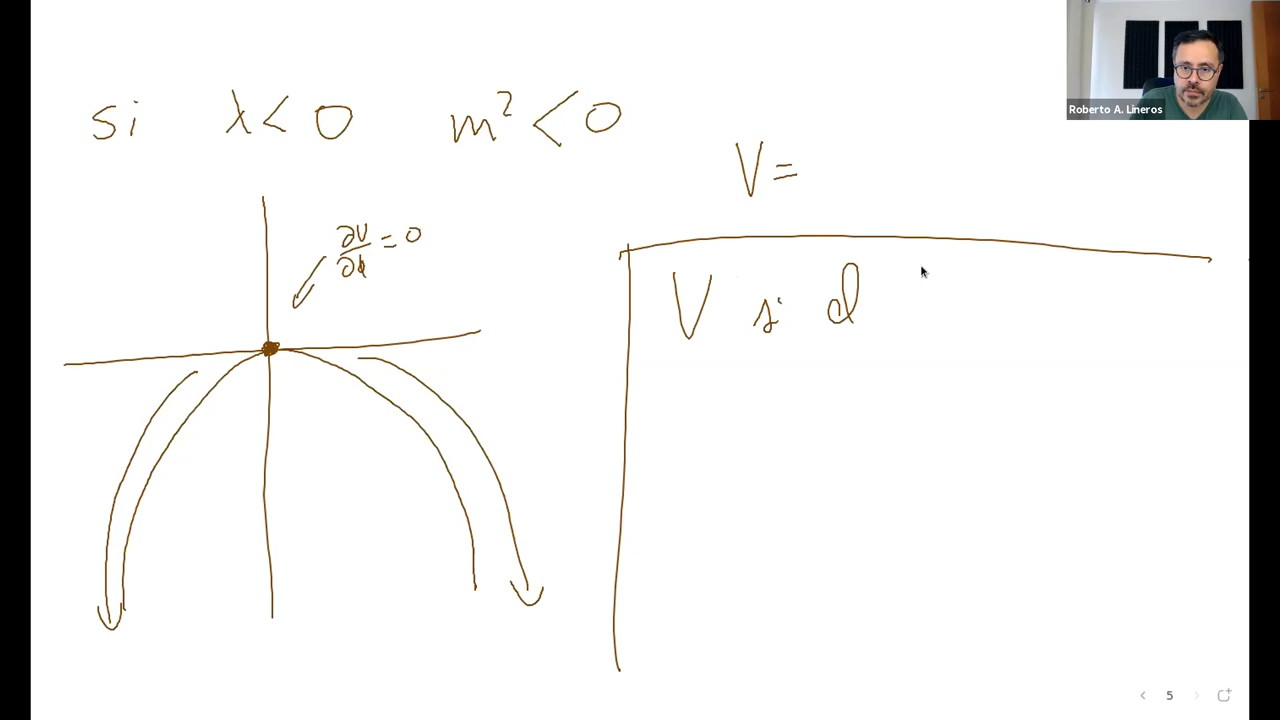 si λ < 0 m² < 0
Roberto A. Lineros
V =
∂V/∂ϕ = 0
V si d
5